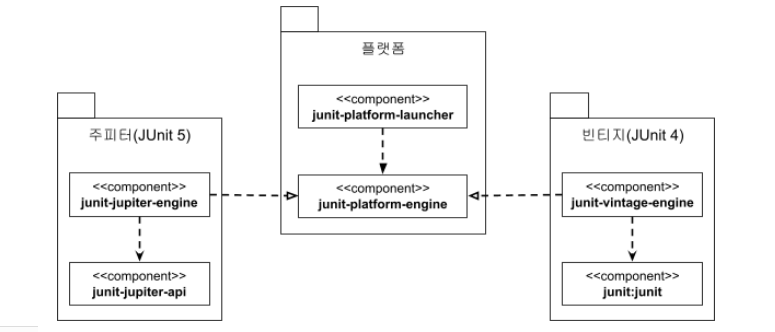 플랫폼
<<component>>
junit-platform-launcher
<<component>>
junit-platform-engine
주피터(JUnit 5)
<<component>>
junit-jupiter-engine
<<component>>
junit-jupiter-api
빈티지(JUnit 4)
<<component>>
junit-vintage-engine
<<component>>
junit:junit